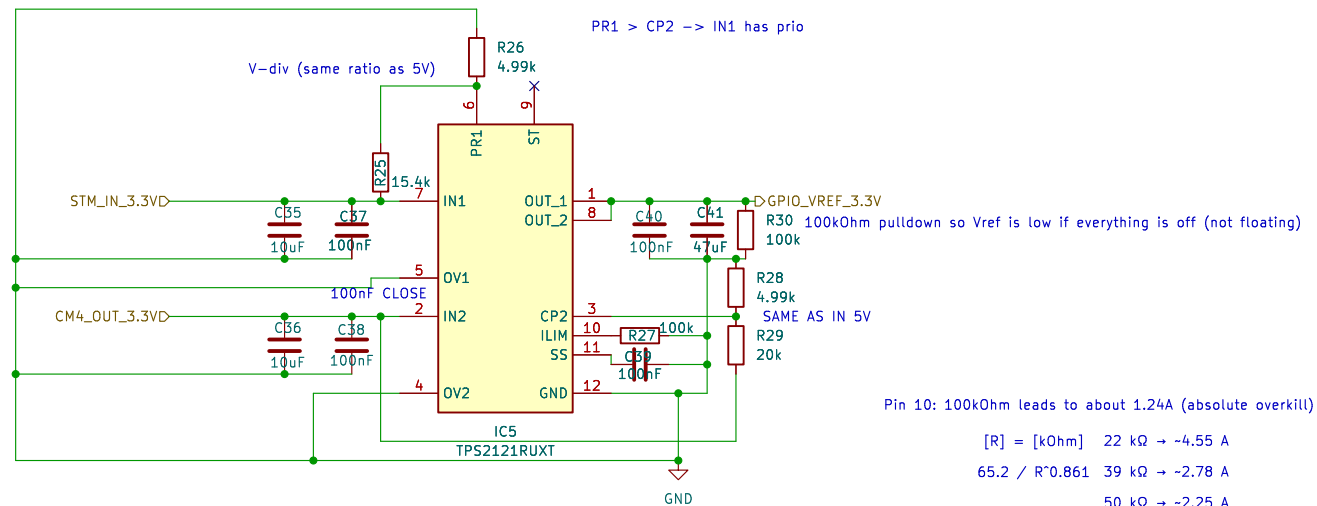 PR1 > CP2 -> IN1 has prio
R26
4.99k
V-div (same ratio as 5V)
6
9
PR1
ST
R25
15.4k
STM_IN_3.3V
7
IN1
OUT_1
1
GPIO_VREF_3.3V
OUT_2
8
C35
10uF
C37
100nF
C40
100nF
C41
47uF
R30
100k
100kOhm pulldown so Vref is low if everything is off (not floating)
5
OV1
R28
4.99k
100nF CLOSE
CM4_OUT_3.3V
2
IN2
CP2
3
SAME AS IN 5V
C36
10uF
C38
100nF
ILIM
10
R27
100k
R29
20k
SS
11
C39
100nF
4
OV2
GND
12
IC5
TPS2121RUXT
GND
Pin 10: 100kOhm leads to about 1.24A (absolute overkill)
[R] = [kOhm] 22 kΩ → ~4.55 A
65.2 / R^0.861 39 kΩ → ~2.78 A
50 kΩ → ~2.25 A